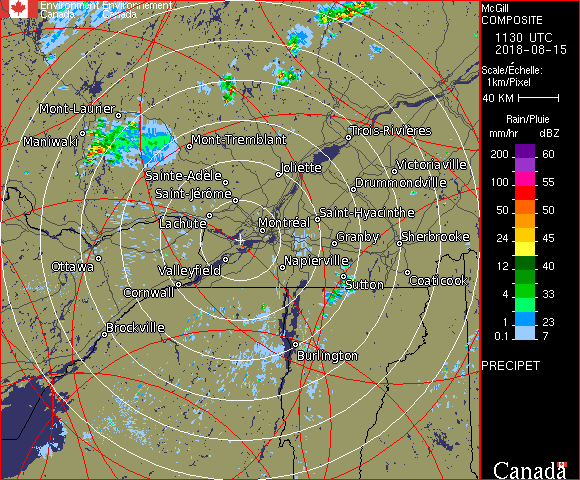 Environment Environnement
Canada Canada
McGill
COMPOSITE
1130 UTC
2018-08-15
Scale/Échelle:
1km/Pixel
40 KM
Rain/Pluie
mm/hr dBZ
200 60
150 57
100 55
50 50
24 45
12 40
4 33
1 23
0.1 7
PRECIPET
Canada
Mont-Laurier
Maniwaki
Mont-Tremblant
Trois-Rivières
Sainte-Adèle
Joliette
Victoriaville
Saint-Jérôme
Drummondville
Lachute
Montréal
Saint-Hyacinthe
Granby
Sherbrooke
Ottawa
Valleyfield
Napierville
Cornwall
Sutton
Coaticook
Brockville
Burlington